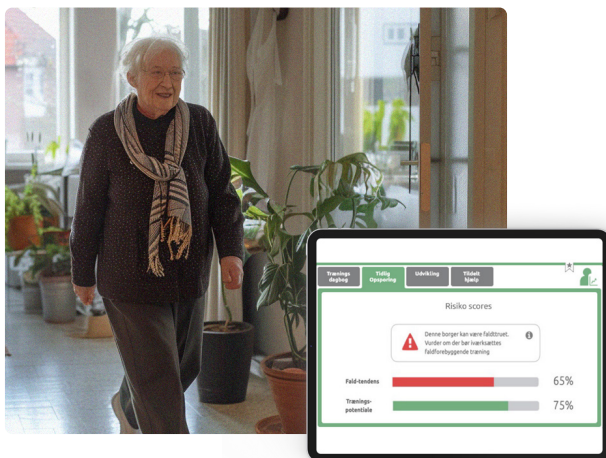 Trænings
dagbog
Tidlig
Opsporing
Udvikling
Tildelt
hjælp
Risiko scores
Denne borger kan være faldtruet.
Vurder om der bør iværksættes
faldforebyggende træning
Fald-tendens
65%
Trænings-
potentiale
75%